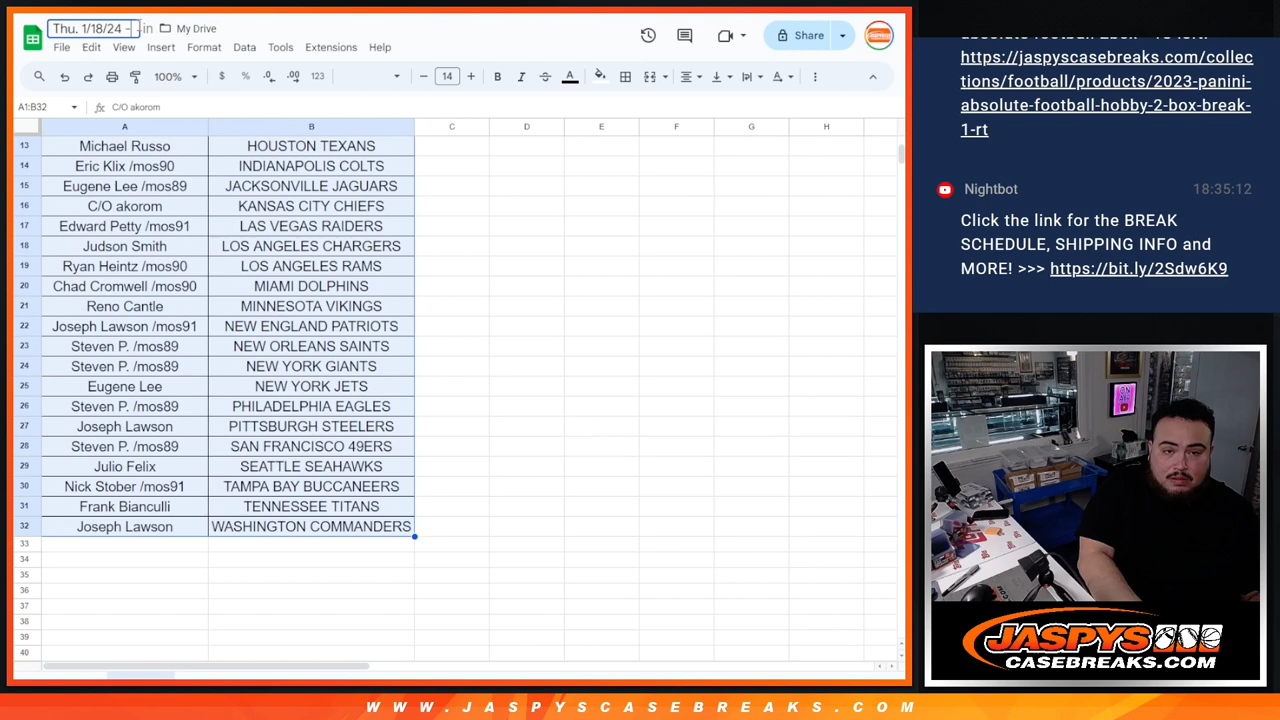 Thu. 1/18/24 -
My Drive
File Edit View Insert Format Data Tools Extensions Help
Share
100% $ % .0 .00 123 14 B I S A
A1:B32 fx C/O akorom
A B C D E F G H
13 Michael Russo HOUSTON TEXANS
14 Eric Klix /mos90 INDIANAPOLIS COLTS
15 Eugene Lee /mos89 JACKSONVILLE JAGUARS
16 C/O akorom KANSAS CITY CHIEFS
17 Edward Petty /mos91 LAS VEGAS RAIDERS
18 Judson Smith LOS ANGELES CHARGERS
19 Ryan Heintz /mos90 LOS ANGELES RAMS
20 Chad Cromwell /mos90 MIAMI DOLPHINS
21 Reno Cantle MINNESOTA VIKINGS
22 Joseph Lawson /mos91 NEW ENGLAND PATRIOTS
23 Steven P. /mos89 NEW ORLEANS SAINTS
24 Steven P. /mos89 NEW YORK GIANTS
25 Eugene Lee NEW YORK JETS
26 Steven P. /mos89 PHILADELPHIA EAGLES
27 Joseph Lawson PITTSBURGH STEELERS
28 Steven P. /mos89 SAN FRANCISCO 49ERS
29 Julio Felix SEATTLE SEAHAWKS
30 Nick Stober /mos91 TAMPA BAY BUCCANEERS
31 Frank Bianculli TENNESSEE TITANS
32 Joseph Lawson WASHINGTON COMMANDERS
33
34
35
36
37
38
39
40
https://jaspyscasebreaks.com/collec
tions/football/products/2023-panini-
absolute-football-hobby-2-box-break-
1-rt
Nightbot 18:35:12
Click the link for the BREAK
SCHEDULE, SHIPPING INFO and
MORE! >>> https://bit.ly/2Sdw6K9
JASPYS
CASEBREAKS.COM
WWW.JASPYSCASEBREAKS.COM